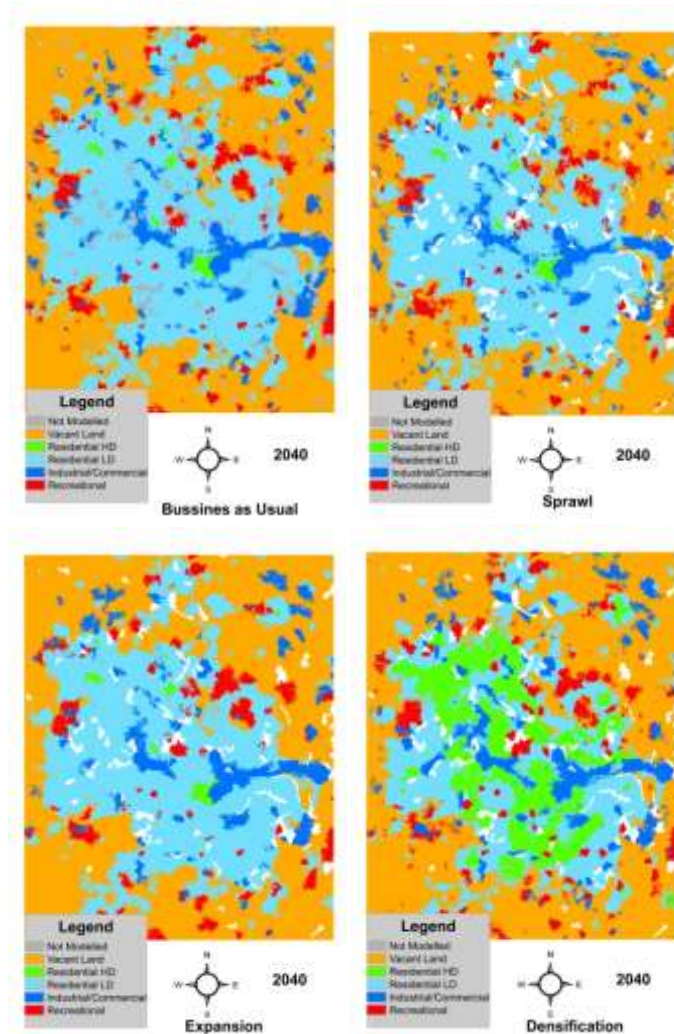 Legend
Not Modelled
Vacant Land
Residential HD
Residential LD
Industrial/Commercial
Recreational
N
W
E
S
2040
Bussines as Usual
Legend
Not Modelled
Vacant Land
Residential HD
Residential LD
Industrial/Commercial
Recreational
N
W
E
S
2040
Sprawl
Legend
Not Modelled
Vacant Land
Residential HD
Residential LD
Industrial/Commercial
Recreational
N
W
E
S
2040
Expansion
Legend
Not Modelled
Vacant Land
Residential HD
Residential LD
Industrial/Commercial
Recreational
N
W
E
S
2040
Densification